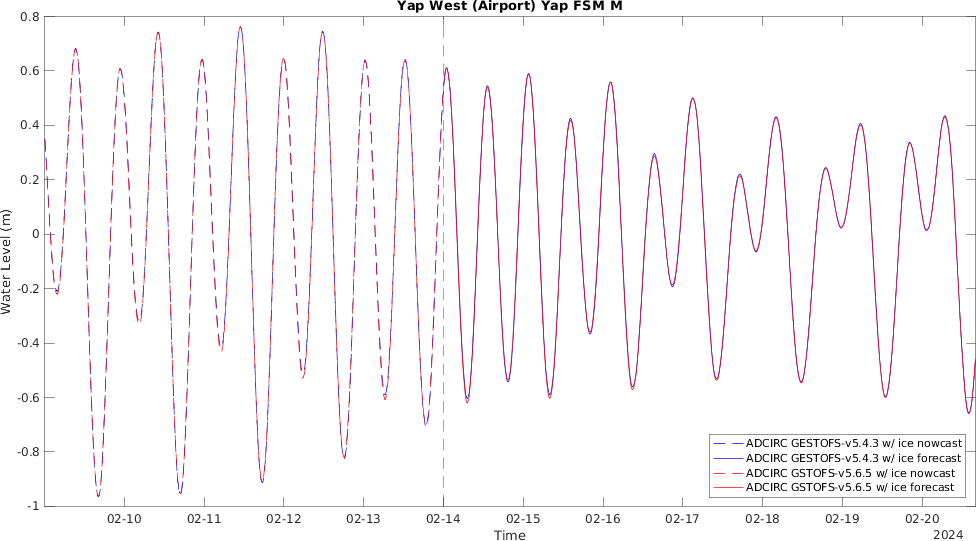 Yap West (Airport) Yap FSM M
0.8
0.6
0.4
0.2
0
-0.2
-0.4
-0.6
-0.8
-1
Water Level (m)
ADCIRC GESTOFS-v5.4.3 w/ ice nowcast
ADCIRC GESTOFS-v5.4.3 w/ ice forecast
ADCIRC GSTOFS-v5.6.5 w/ ice nowcast
ADCIRC GSTOFS-v5.6.5 w/ ice forecast
02-10 02-11 02-12 02-13 02-14 02-15 02-16 02-17 02-18 02-19 02-20
Time
2024